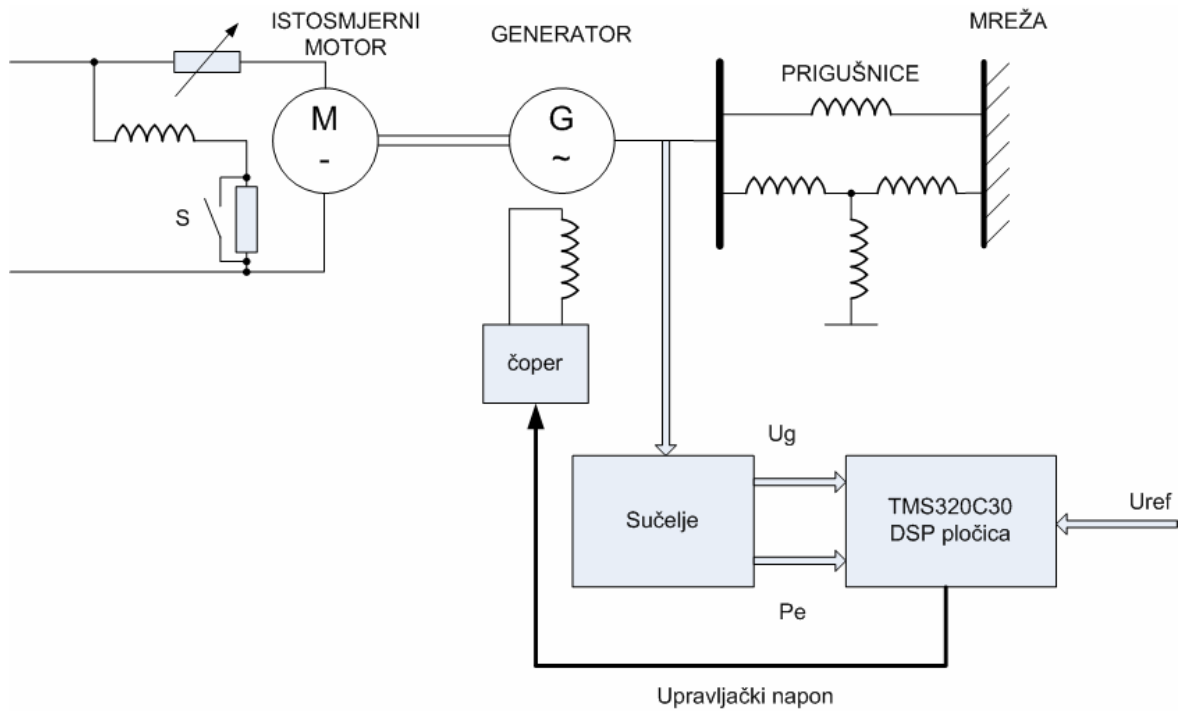 ISTOSMJERNI
MOTOR
GENERATOR
MREŽA
PRIGUŠNICE
M
-
G
~
S
čoper
Ug
Sučelje
TMS320C30
DSP pločica
Uref
Pe
Upravljački napon